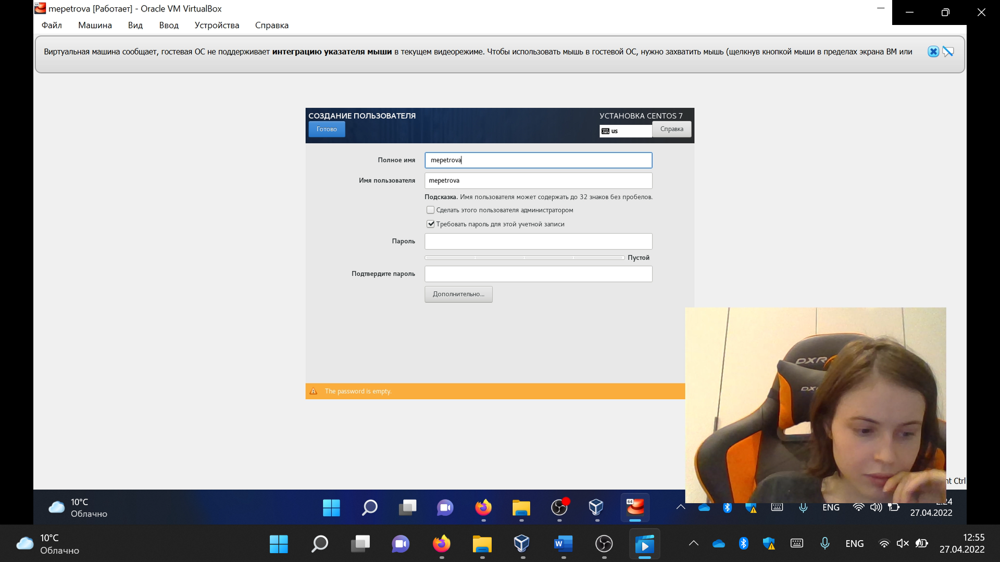 mepetrova [Работает] - Oracle VM VirtualBox
Файл Машина Вид Ввод Устройства Справка
Виртуальная машина сообщает, гостевая ОС не поддерживает интеграцию указателя мыши в текущем видеорежиме. Чтобы использовать мышь в гостевой ОС, нужно захватить мышь (щелкнув кнопкой мыши в пределах экрана ВМ или
СОЗДАНИЕ ПОЛЬЗОВАТЕЛЯ
УСТАНОВКА CENTOS 7
Готово
us
Справка
Полное имя mepetrova
Имя пользователя mepetrova
Подсказка. Имя пользователя может содержать до 32 знаков без пробелов.
Сделать этого пользователя администратором
Требовать пароль для этой учетной записи
Пароль
Пустой
Подтвердите пароль
Дополнительно...
The password is empty.
DXR
Ctrl
10°C
Облачно
64
ENG
27.04.2022
10°C
Облачно
W
ENG
12:55
27.04.2022